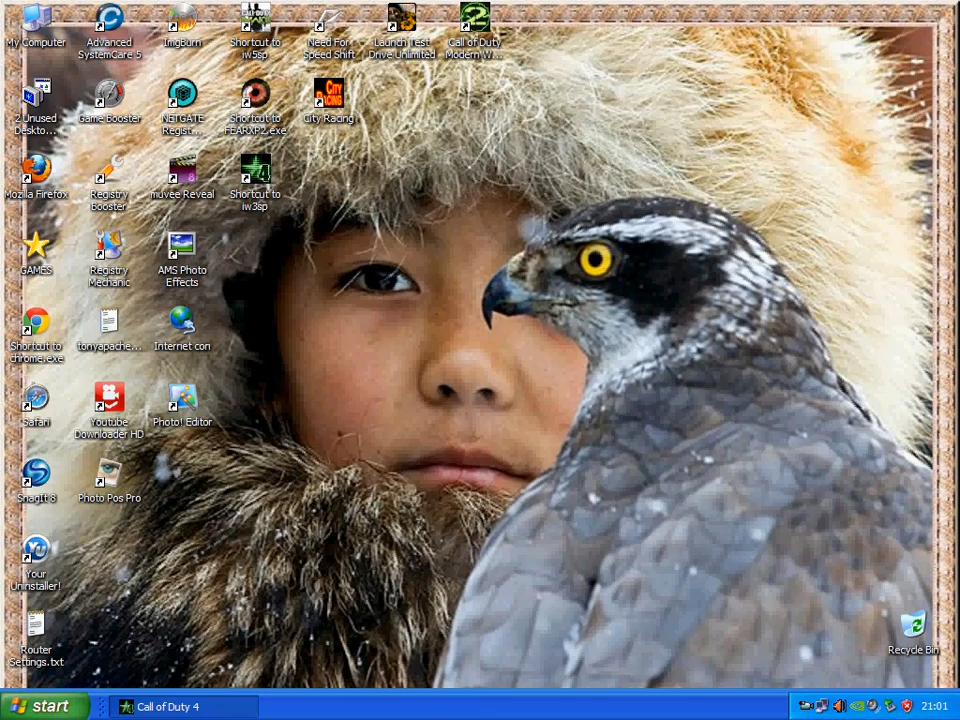 My Computer
Advanced
SystemCare 5
ImgBurn
Shortcut to
iw5sp
Need For
Speed Shift
Launch Test
Drive Unlimited
Call of Duty
Modern W...
2 Unused
Deskto...
Game Booster
NETGATE
Regist...
Shortcut to
FEARXP2.exe
City Racing
Mozilla Firefox
Registry
Booster
muvee Reveal
Shortcut to
iw3sp
GAMES
Registry
Mechanic
AMS Photo
Effects
Shortcut to
chrome.exe
tonyapache...
Internet con
Safari
Youtube
Downloader HD
Photo! Editor
SnagIt 8
Photo Pos Pro
Your
Uninstaller!
Router
Settings.txt
Recycle Bin
start
Call of Duty 4
21:01